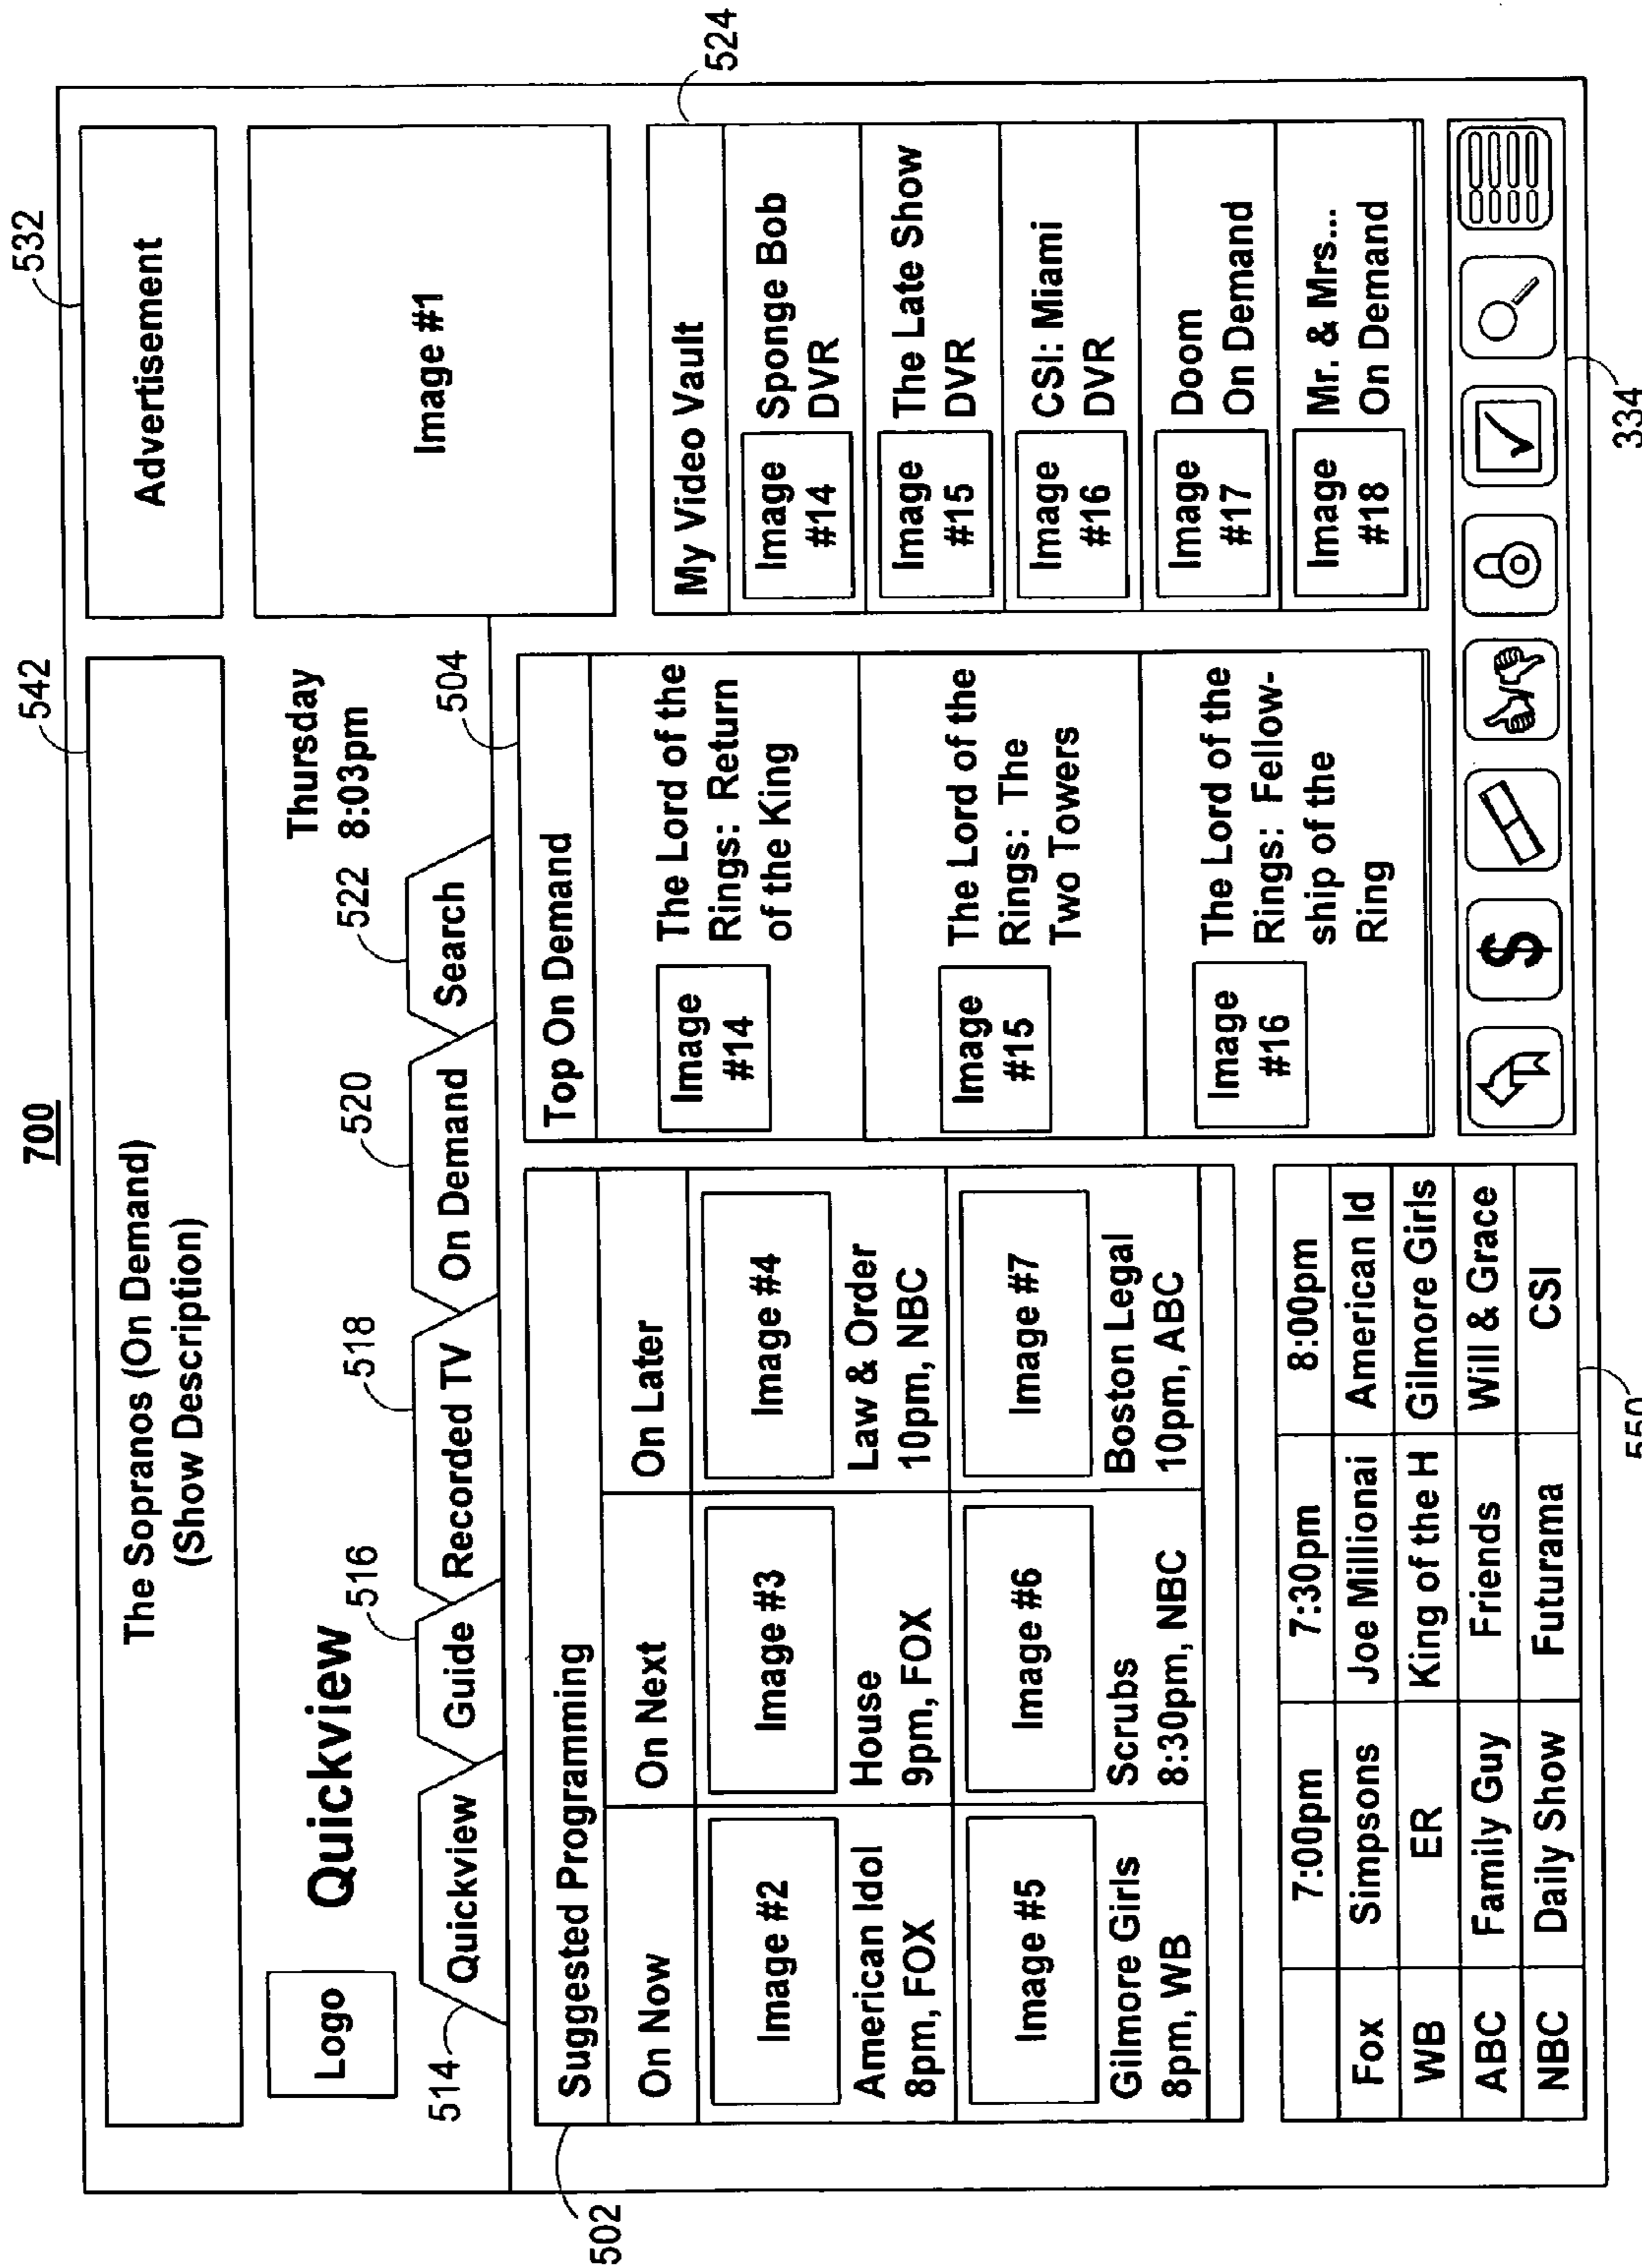 700
542
532
The Sopranos (On Demand)
(Show Description)
Advertisement
Logo
Quickview
Thursday
8:03pm
Image #1
514
Quickview
516
Guide
518
Recorded TV
520
On Demand
522
Search
504
524
502
Suggested Programming
On Now
On Next
On Later
Image #2
Image #3
Image #4
American Idol
8pm, FOX
House
9pm, FOX
Law & Order
10pm, NBC
Image #5
Image #6
Image #7
Gilmore Girls
8pm, WB
Scrubs
8:30pm, NBC
Boston Legal
10pm, ABC
Top On Demand
Image
#14
The Lord of the
Rings: Return
of the King
Image
#15
The Lord of the
Rings: The
Two Towers
Image
#16
The Lord of the
Rings: Fellow-
ship of the
Ring
My Video Vault
Image
#14
Sponge Bob
DVR
Image
#15
The Late Show
DVR
Image
#16
CSI: Miami
DVR
Image
#17
Doom
On Demand
Image
#18
Mr. & Mrs...
On Demand
7:00pm 7:30pm 8:00pm
Fox Simpsons Joe Millionai American Id
WB ER King of the H Gilmore Girls
ABC Family Guy Friends Will & Grace
NBC Daily Show Futurama CSI
$
550
334